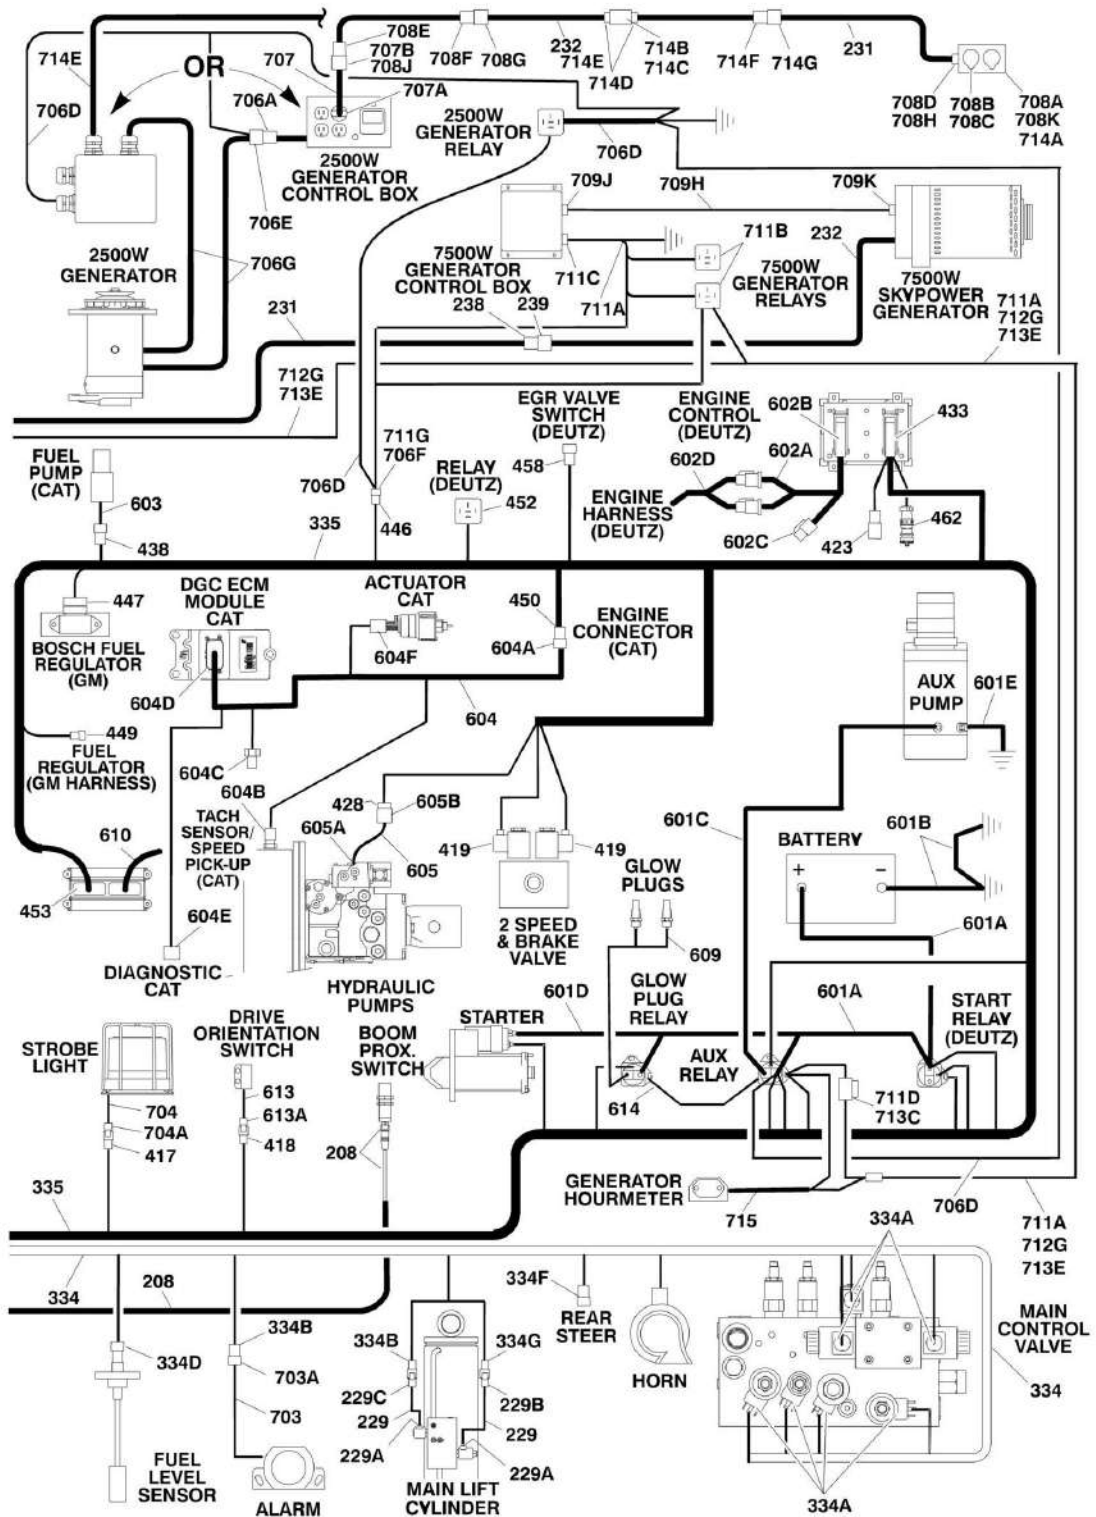 708E
707B
708J
714E
OR
707
706D
706A
707A
708F
708G
232
714E
714D
714B
714C
714F
714G
231
708D
708H
708B
708C
708A
708K
714A
2500W
GENERATOR
RELAY
706D
2500W
GENERATOR
CONTROL BOX
706E
709J
709H
709K
2500W
GENERATOR
706G
7500W
GENERATOR
CONTROL BOX
711C
711B
232
7500W
GENERATOR
RELAYS
7500W
SKYPOWER
GENERATOR
711A
712G
713E
231
238
239
711A
712G
713E
EGR VALVE
SWITCH
(DEUTZ)
ENGINE
CONTROL
(DEUTZ)
602B
433
FUEL
PUMP
(CAT)
711G
706F
RELAY
(DEUTZ)
458
602D
602A
603
706D
452
ENGINE
HARNESS
(DEUTZ)
438
335
446
602C
423
462
447
DGC ECM
MODULE
CAT
ACTUATOR
CAT
450
ENGINE
CONNECTOR
(CAT)
BOSCH FUEL
REGULATOR
(GM)
604F
604A
604D
AUX
PUMP
601E
449
604
FUEL
REGULATOR
(GM HARNESS)
604C
604B
428
605B
TACH
SENSOR/
SPEED
PICK-UP
(CAT)
605A
601C
BATTERY
601B
610
419
419
605
GLOW
PLUGS
+
-
453
604E
2 SPEED
& BRAKE
VALVE
609
601A
DIAGNOSTIC
CAT
HYDRAULIC
PUMPS
601D
GLOW
PLUG
RELAY
601A
START
RELAY
(DEUTZ)
STROBE
LIGHT
DRIVE
ORIENTATION
SWITCH
BOOM
PROX.
SWITCH
STARTER
AUX
RELAY
704
704A
417
613
613A
418
614
711D
713C
208
335
GENERATOR
HOURMETER
715
706D
711A
712G
713E
334A
334
208
334F
REAR
STEER
334B
334B
334G
MAIN
CONTROL
VALVE
334D
703A
HORN
334
229C
229B
703
229
229
229A
229A
FUEL
LEVEL
SENSOR
ALARM
MAIN LIFT
CYLINDER
334A